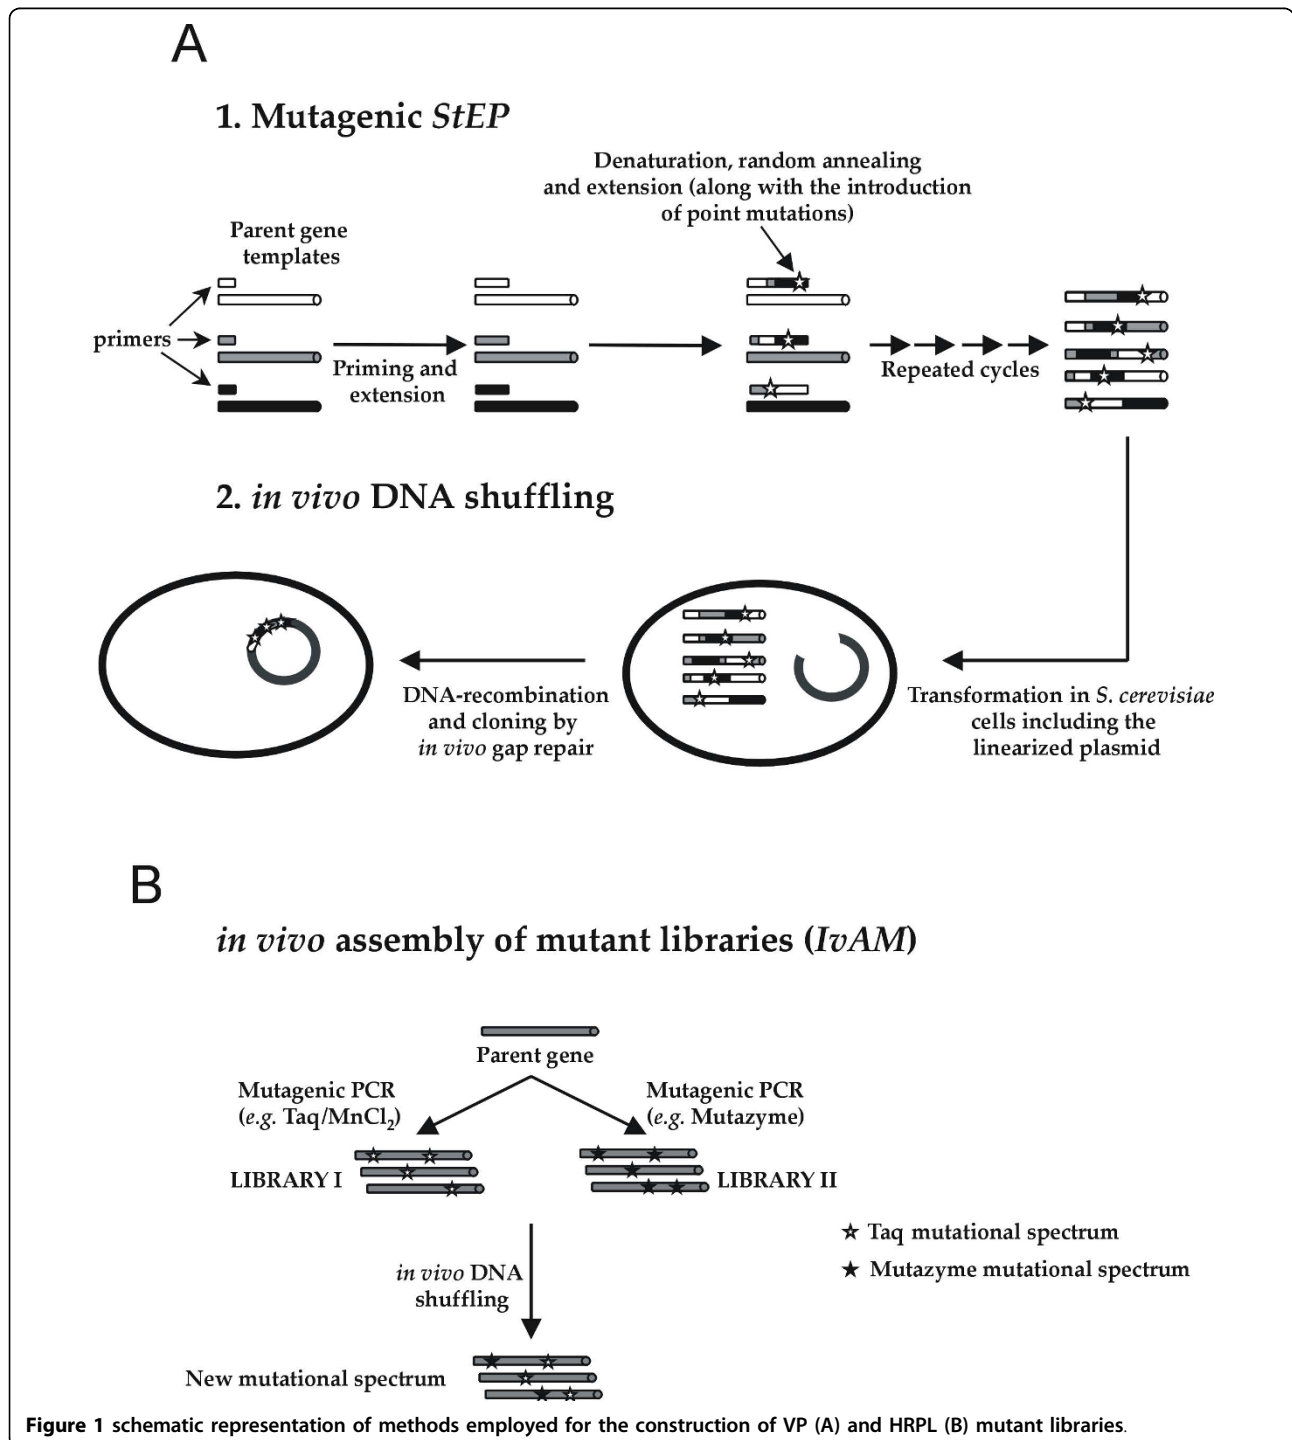 A
1. Mutagenic StEP
Denaturation, random annealing
and extension (along with the introduction
of point mutations)
Parent gene
templates
primers
Priming and
extension
Repeated cycles
2. in vivo DNA shuffling
DNA-recombination
and cloning by
in vivo gap repair
Transformation in S. cerevisiae
cells including the
linearized plasmid
B
in vivo assembly of mutant libraries (IvAM)
Parent gene
Mutagenic PCR
(e.g. Taq/MnCl₂)
Mutagenic PCR
(e.g. Mutazyme)
LIBRARY I
LIBRARY II
☆ Taq mutational spectrum
★ Mutazyme mutational spectrum
in vivo DNA
shuffling
New mutational spectrum
Figure 1 schematic representation of methods employed for the construction of VP (A) and HRPL (B) mutant libraries.